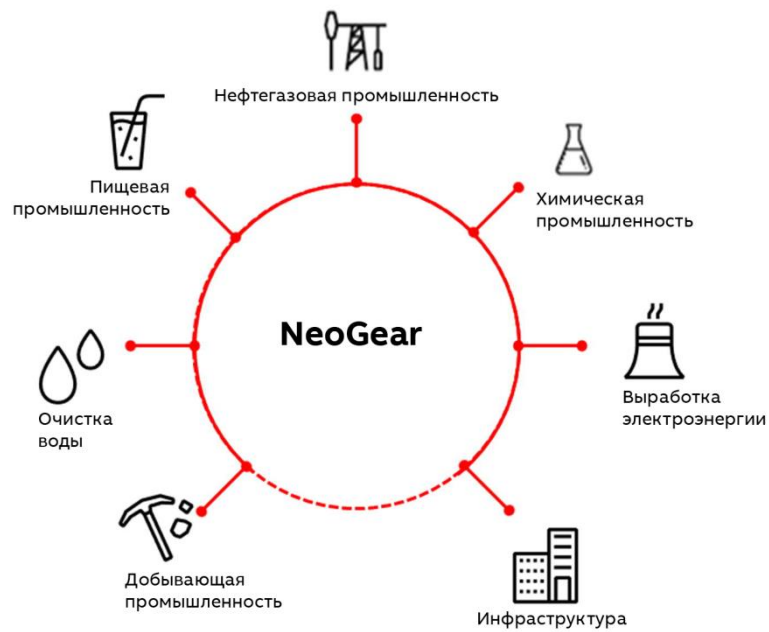 Нефтегазовая промышленность
Пищевая
промышленность
Химическая
промышленность
NeoGear
Очистка
воды
Выработка
электроэнергии
Добывающая
промышленность
Инфраструктура